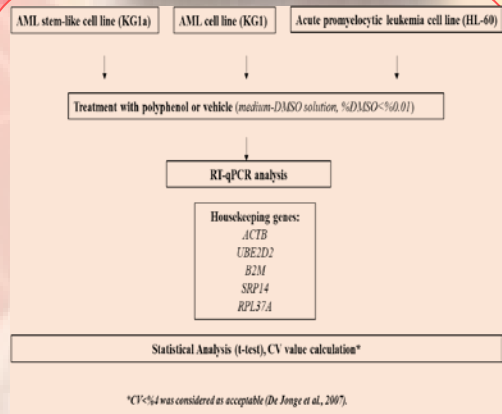 AML stem-like cell line (KG1a)
AML cell line (KG1)
Acute promyelocytic leukemia cell line (HL-60)
Treatment with polyphenol or vehicle (medium-DMSO solution, %DMSO<%0.01)
RT-qPCR analysis
Housekeeping genes:
ACTB
UBE2D2
B2M
SRP14
RPL37A
Statistical Analysis (t-test), CV value calculation*
*CV<%4 was considered as acceptable (De Jonge et al., 2007).